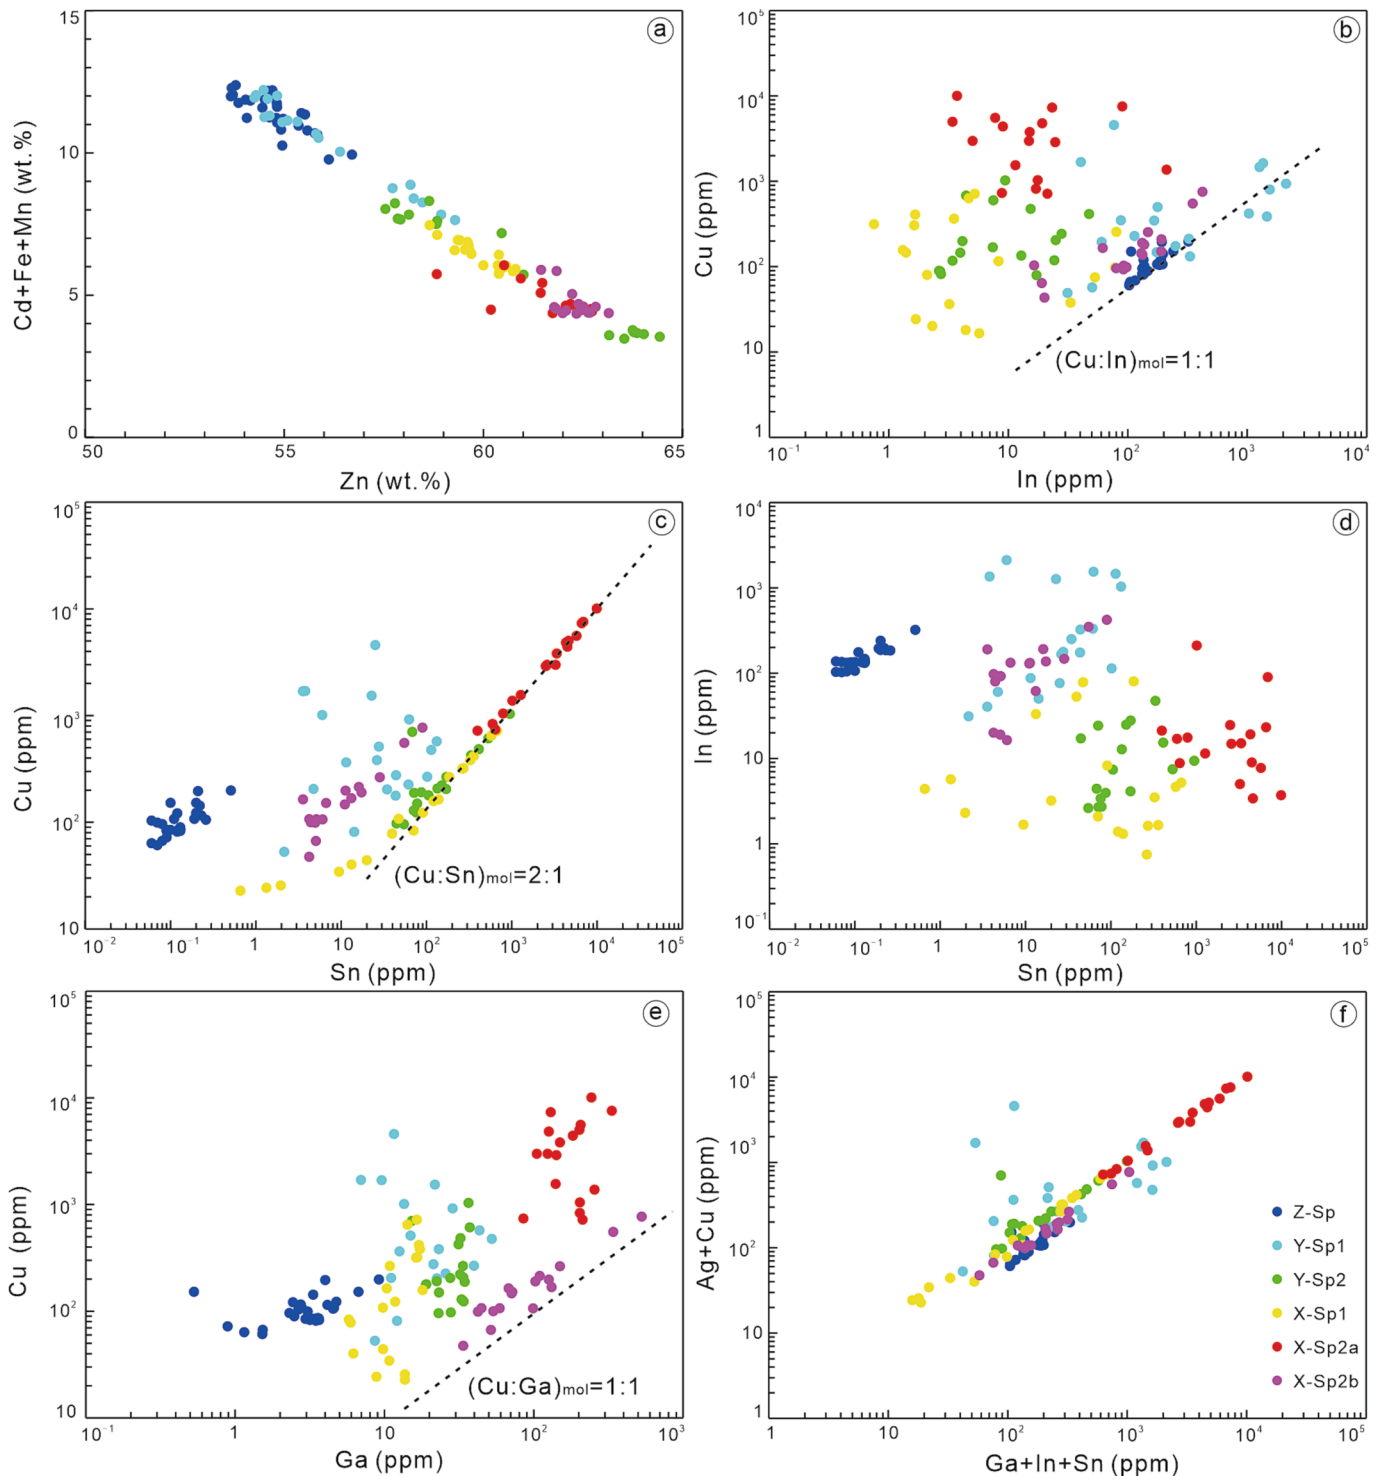 15
10
5
0
50
55
60
65
Cd+Fe+Mn (wt.%)
Zn (wt.%)
a
10⁵
10⁴
10³
10²
10
1
10⁻¹
1
10
10²
10³
10⁴
Cu (ppm)
In (ppm)
(Cu:In)mol=1:1
b
10⁵
10⁴
10³
10²
10
10⁻²
10⁻¹
1
10
10²
10³
10⁴
10⁵
Cu (ppm)
Sn (ppm)
(Cu:Sn)mol=2:1
c
10⁴
10³
10²
10
1
10⁻¹
10⁻²
10⁻¹
1
10
10²
10³
10⁴
10⁵
In (ppm)
Sn (ppm)
d
10⁵
10⁴
10³
10²
10
10⁻¹
1
10
10²
10³
Cu (ppm)
Ga (ppm)
(Cu:Ga)mol=1:1
e
10⁵
10⁴
10³
10²
10
1
1
10
10²
10³
10⁴
10⁵
Ag+Cu (ppm)
Ga+In+Sn (ppm)
f
Z-Sp
Y-Sp1
Y-Sp2
X-Sp1
X-Sp2a
X-Sp2b